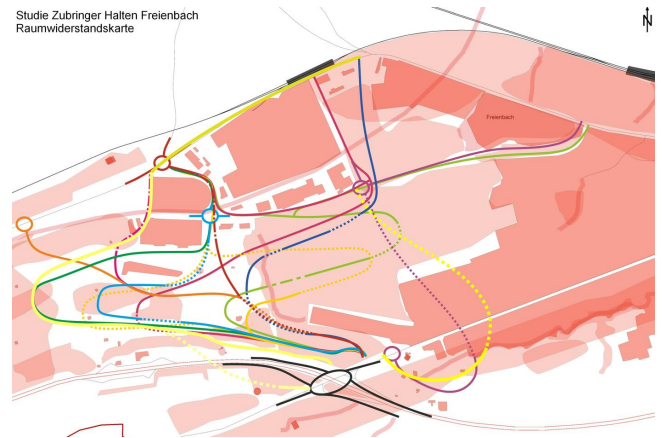 Studie Zubringer Halten Freienbach
Raumwiderstandskarte
N
Freienbach